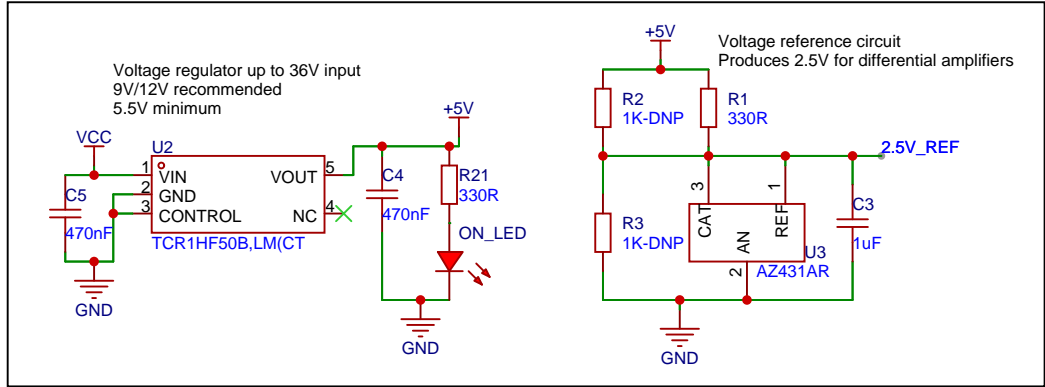 Voltage regulator up to 36V input
9V/12V recommended
5.5V minimum
VCC
U2
1 VIN
2 GND
3 CONTROL
VOUT 5
NC 4
TCR1HF50B,LM(CT
C5
470nF
GND
+5V
C4
470nF
R21
330R
ON_LED
GND
Voltage reference circuit
Produces 2.5V for differential amplifiers
+5V
R2
1K-DNP
R1
330R
2.5V_REF
R3
1K-DNP
3
CAT
1
REF
AN
2
U3
AZ431AR
C3
1uF
GND